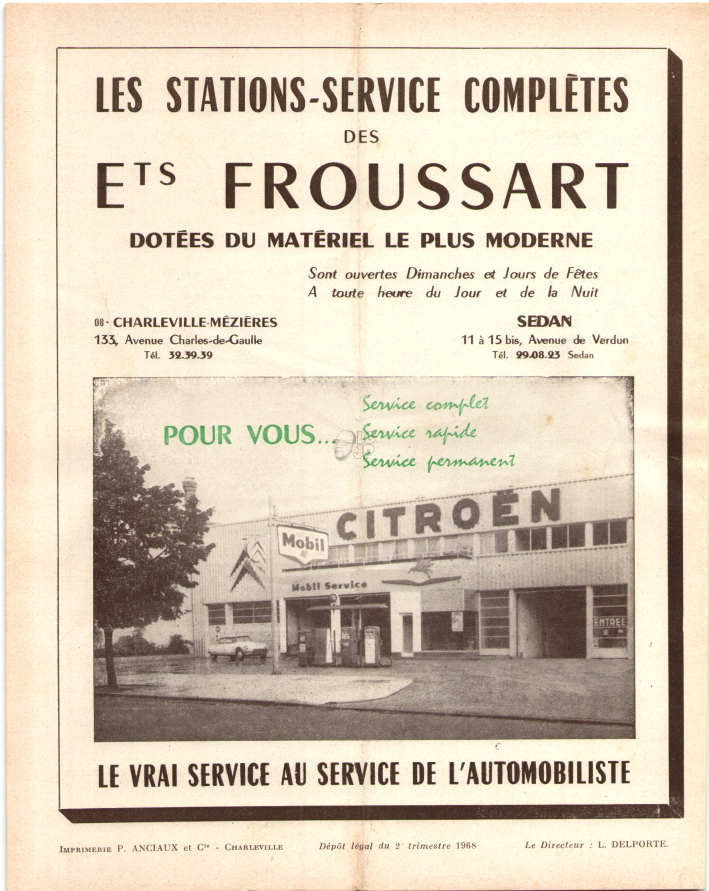 LES STATIONS-SERVICE COMPLÈTES
DES
ETS FROUSSART
DOTÉES DU MATÉRIEL LE PLUS MODERNE
Sont ouvertes Dimanches et Jours de Fêtes
A toute heure du Jour et de la Nuit
08 - CHARLEVILLE-MÉZIÈRES
133, Avenue Charles-de-Gaulle
Tél. 32.39.39
SEDAN
11 à 15 bis, Avenue de Verdun
Tél. 29.08.23 Sedan
POUR VOUS...
Service complet
Service rapide
Service permanent
CITROËN
Mobil
Mobil Service
ENTREE
LE VRAI SERVICE AU SERVICE DE L'AUTOMOBILISTE
IMPRIMERIE P. ANCIAUX et Cie - CHARLEVILLE
Dépôt légal du 2e trimestre 1968
Le Directeur : L. DELPORTE.